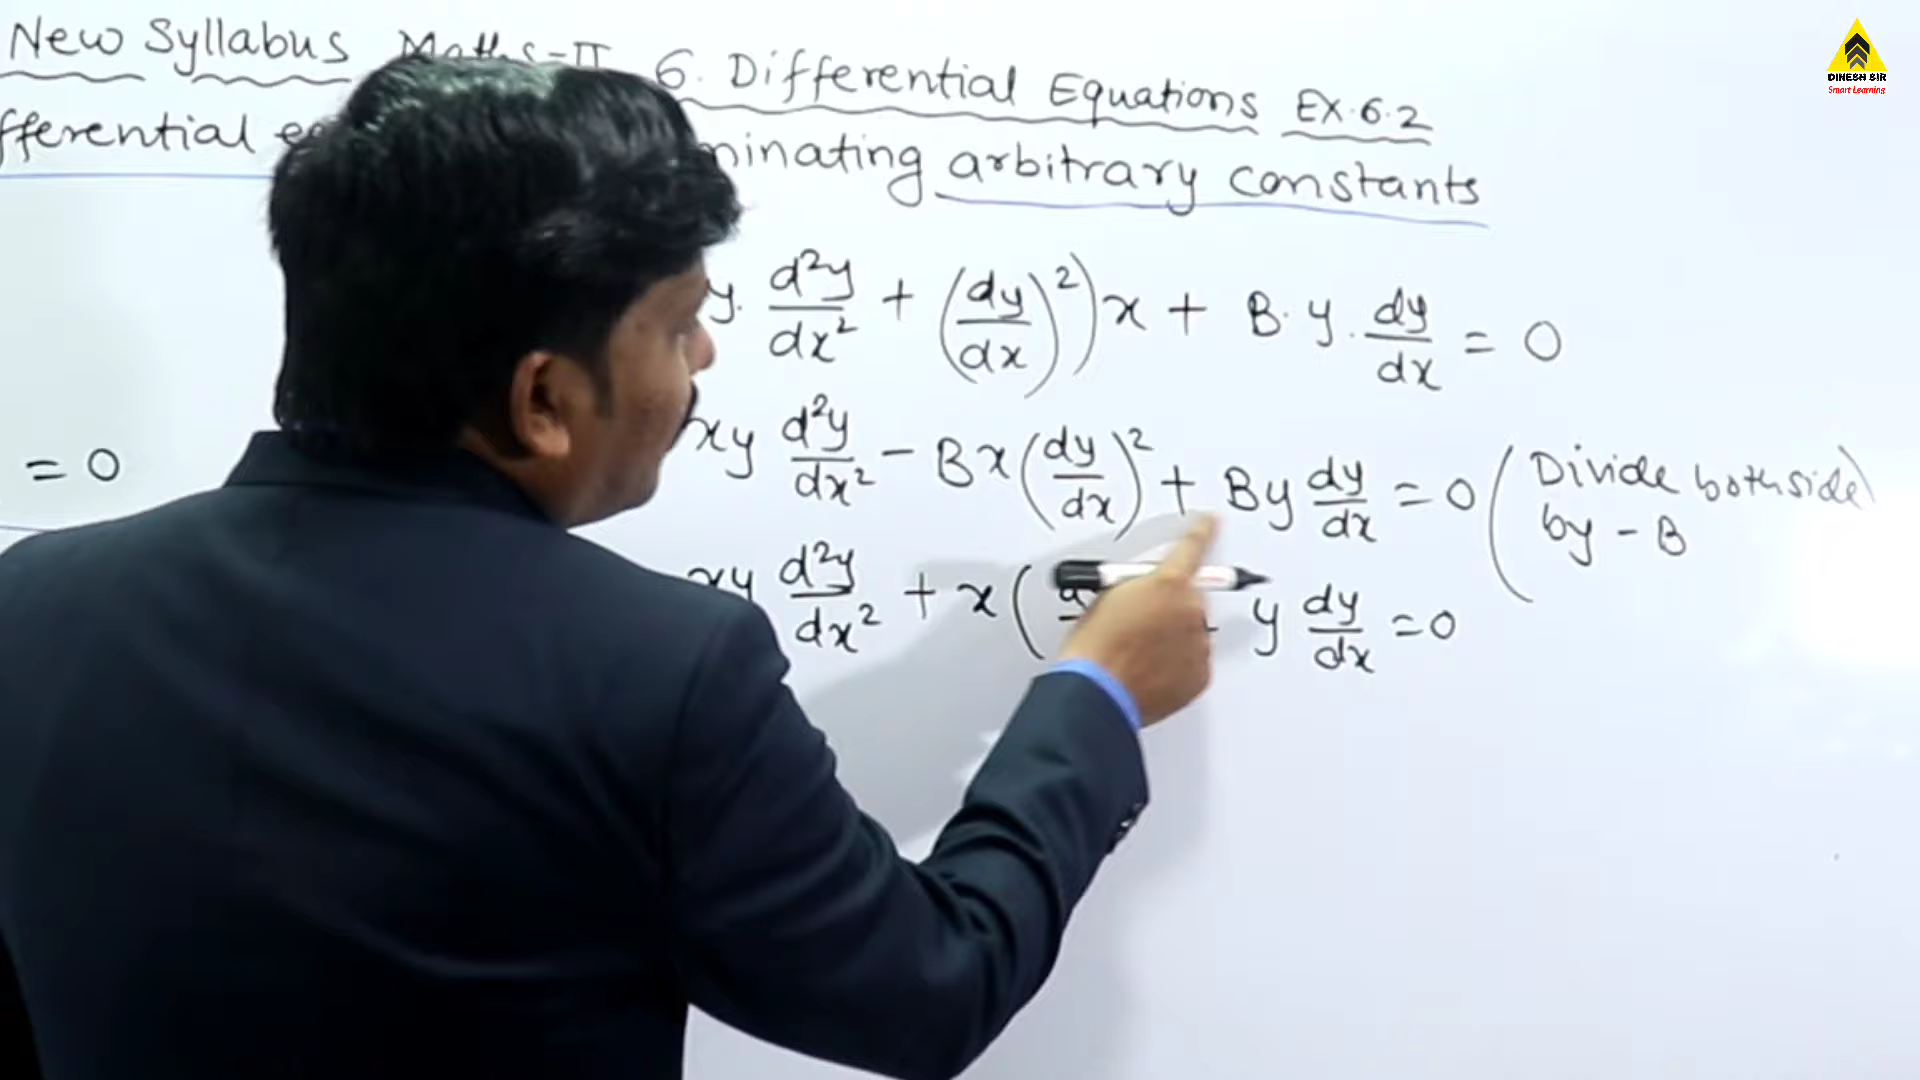 New Syllabus Maths-II 6. Differential Equations EX.6.2
fferential e minating arbitrary constants
y. d²y/dx² + (dy/dx)²) x + B. y. dy/dx = 0
= 0
xy d²y/dx² - Bx (dy/dx)² + By dy/dx = 0 (Divide both side)
by - B
xy d²y/dx² + x ( y dy/dx = 0
DINESH SIR
Smart Learning